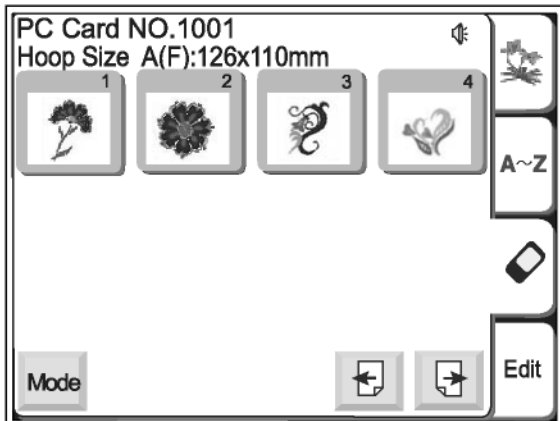 PC Card NO.1001
Hoop Size A(F):126x110mm
1 2 3 4
A~Z
Mode
Edit